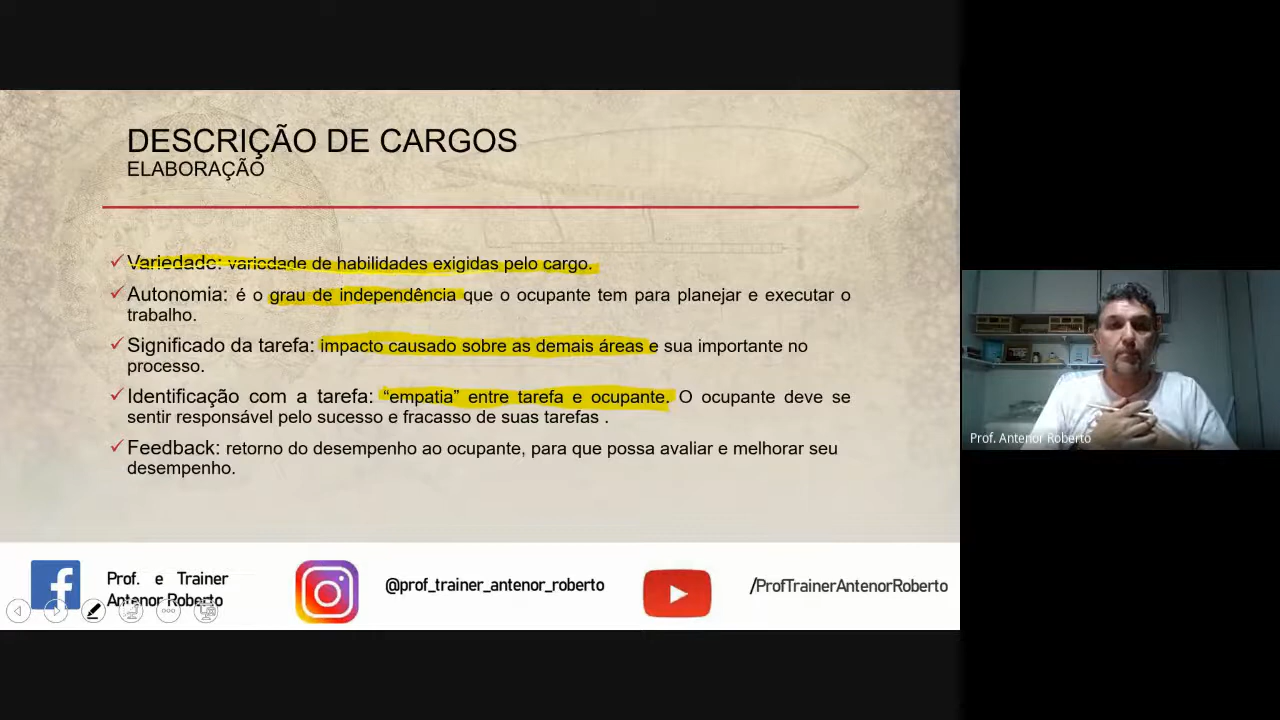 DESCRIÇÃO DE CARGOS
ELABORAÇÃO
Variedade: variedade de habilidades exigidas pelo cargo.
Autonomia: é o grau de independência que o ocupante tem para planejar e executar o
trabalho.
Significado da tarefa: impacto causado sobre as demais áreas e sua importante no
processo.
Identificação com a tarefa: “empatia” entre tarefa e ocupante. O ocupante deve se
sentir responsável pelo sucesso e fracasso de suas tarefas .
Feedback: retorno do desempenho ao ocupante, para que possa avaliar e melhorar seu
desempenho.
Prof. e Trainer
Antenor Roberto
@prof_trainer_antenor_roberto
/ProfTrainerAntenorRoberto
Prof. Antenor Roberto